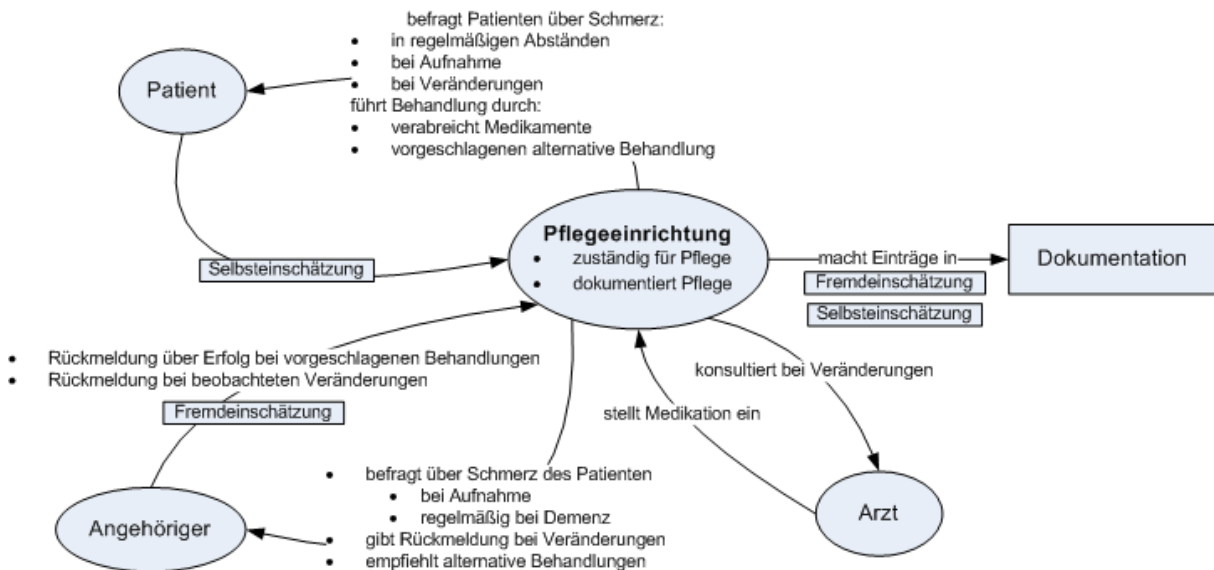 befragt Patienten über Schmerz:
• in regelmäßigen Abständen
• bei Aufnahme
• bei Veränderungen
führt Behandlung durch:
• verabreicht Medikamente
• vorgeschlagenen alternative Behandlung
Patient
Pflegeeinrichtung
• zuständig für Pflege
• dokumentiert Pflege
Selbsteinschätzung
macht Einträge in
Fremdeinschätzung
Selbsteinschätzung
Dokumentation
• Rückmeldung über Erfolg bei vorgeschlagenen Behandlungen
• Rückmeldung bei beobachteten Veränderungen
Fremdeinschätzung
konsultiert bei Veränderungen
stellt Medikation ein
• befragt über Schmerz des Patienten
• bei Aufnahme
• regelmäßig bei Demenz
• gibt Rückmeldung bei Veränderungen
• empfiehlt alternative Behandlungen
Angehöriger
Arzt